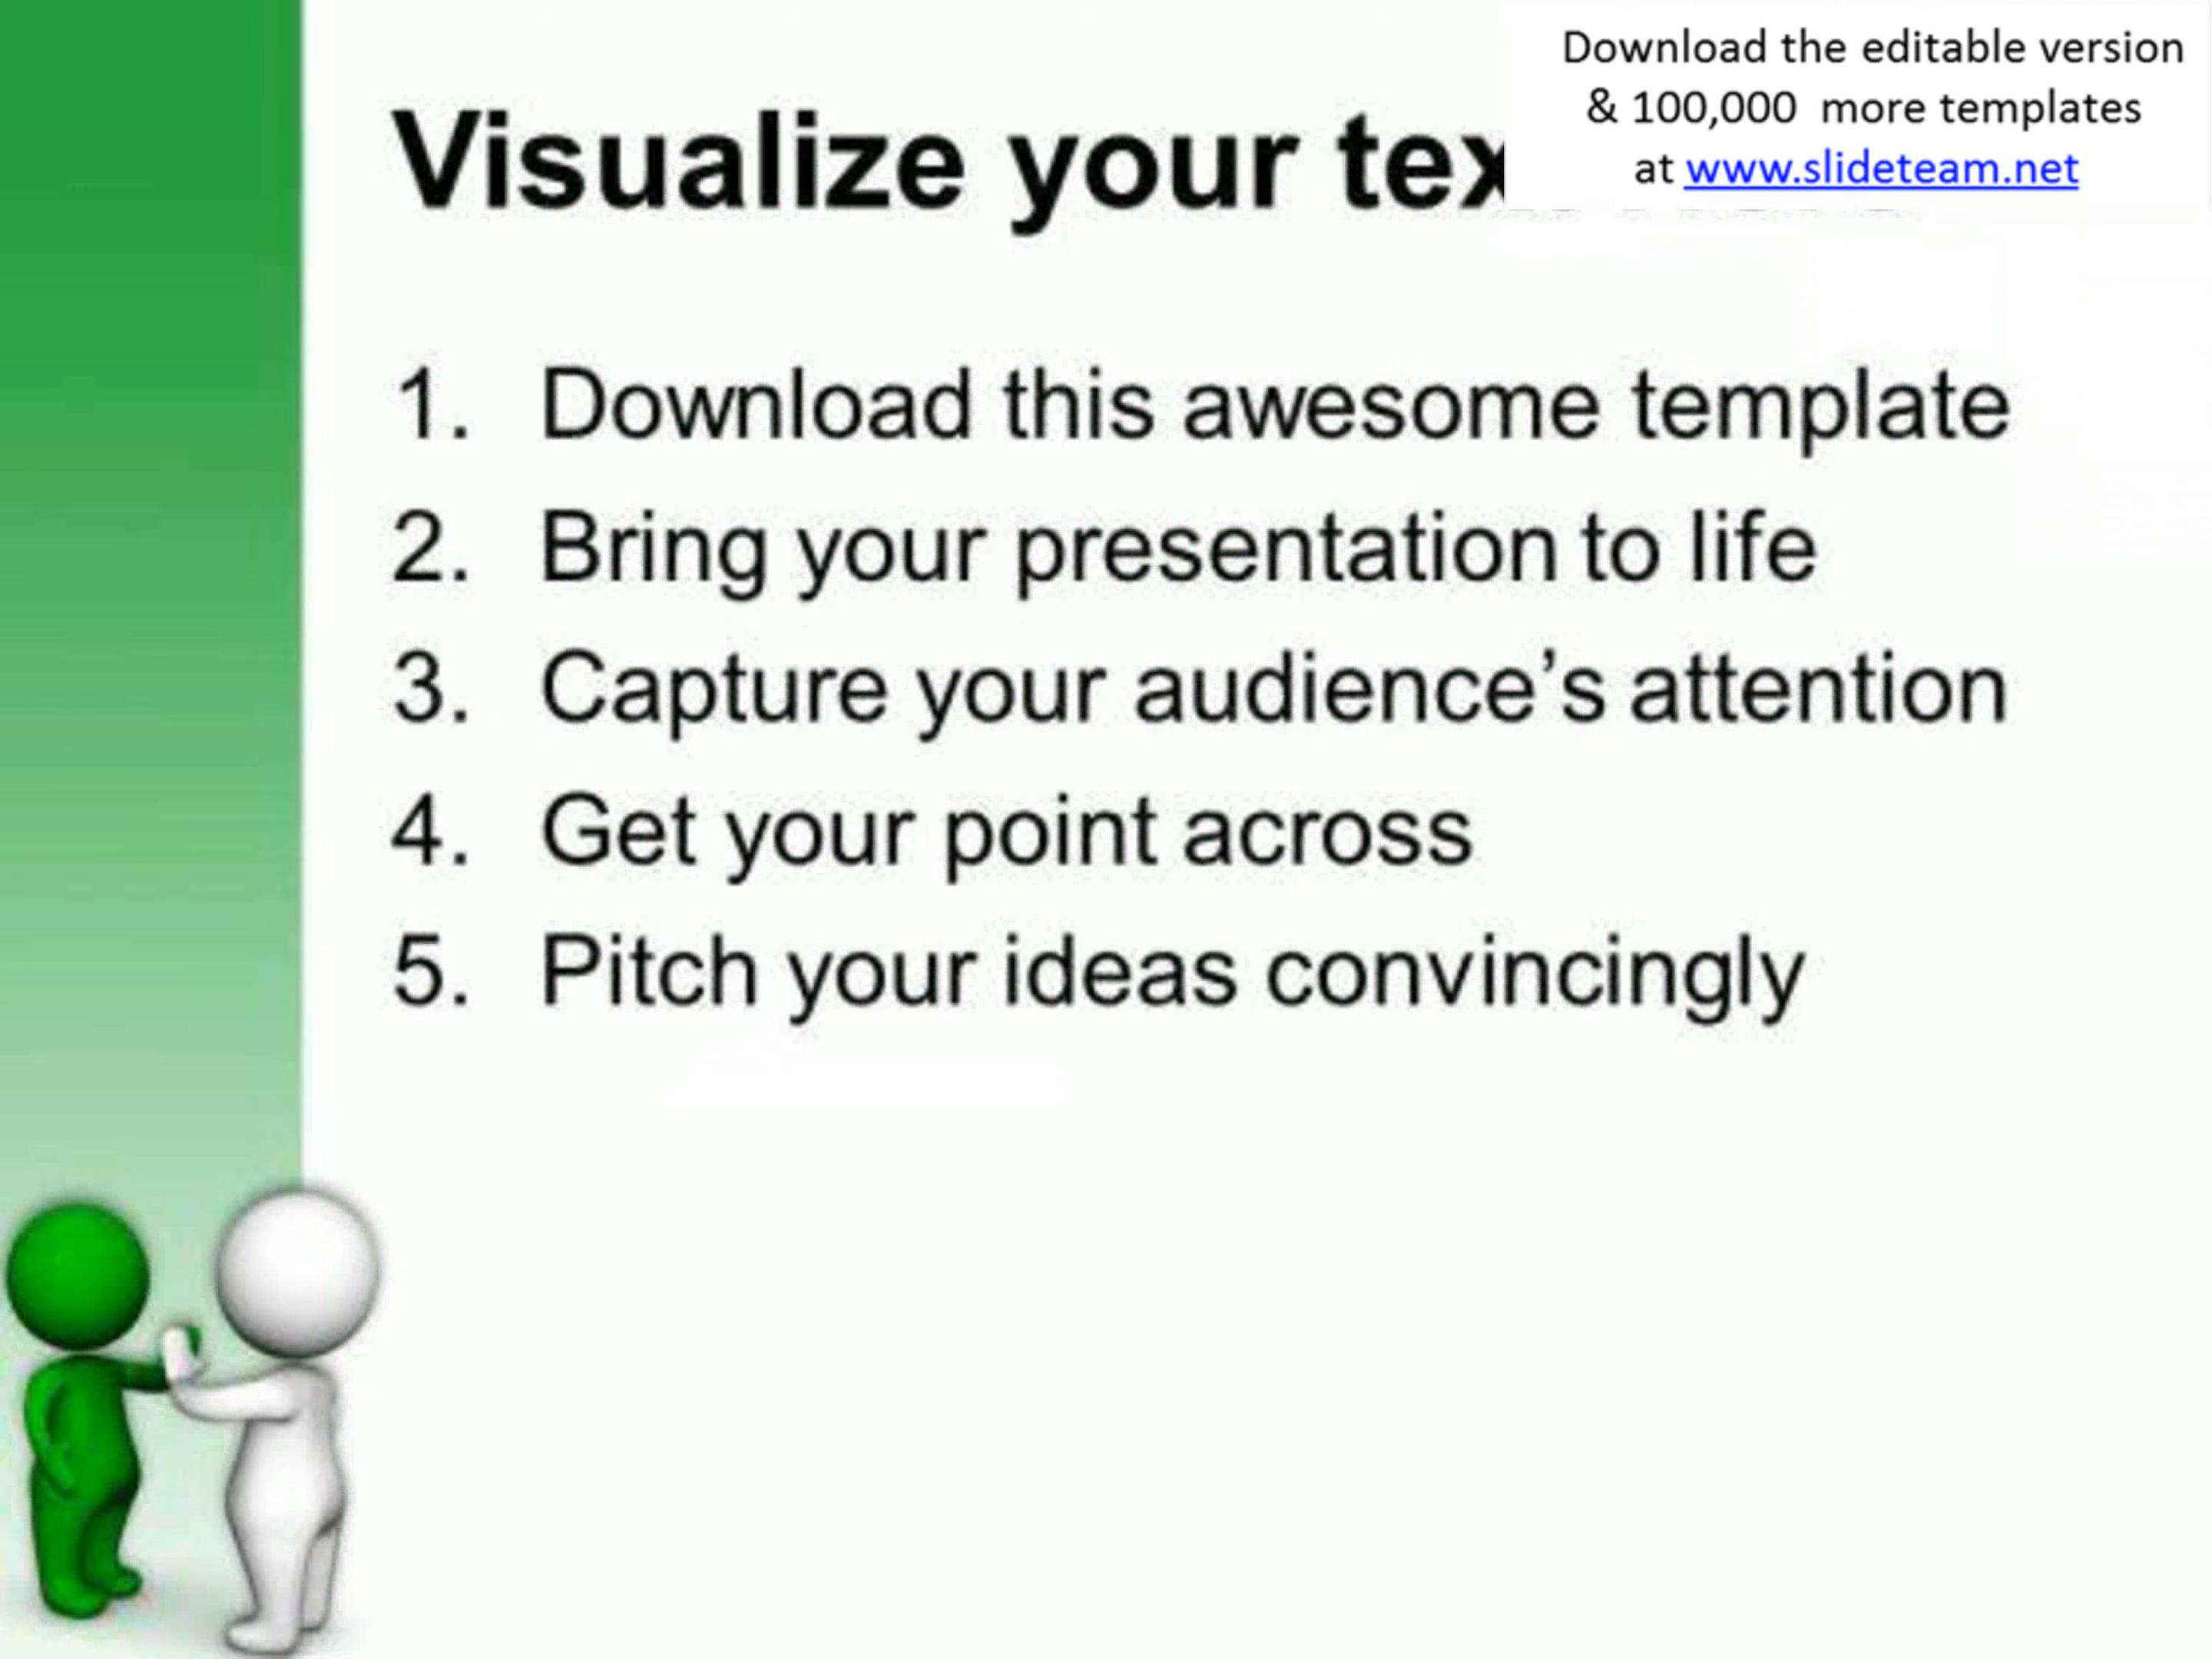 Download the editable version
& 100,000 more templates
at www.slideteam.net
Visualize your
1. Download this awesome template
2. Bring your presentation to life
3. Capture your audience’s attention
4. Get your point across
5. Pitch your ideas convincingly